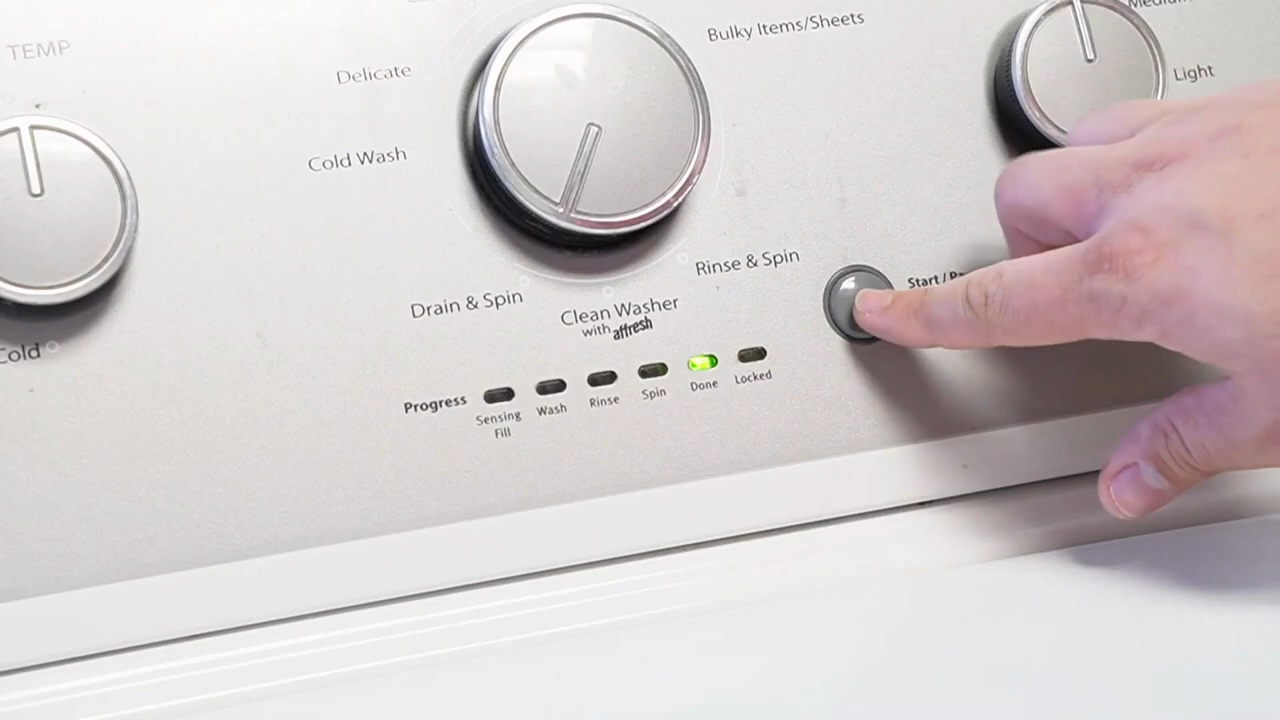 TEMP
Cold
Delicate
Cold Wash
Drain & Spin
Clean Washer
with affresh
Rinse & Spin
Bulky Items/Sheets
Light
Start /
Progress
Sensing
Fill
Wash
Rinse
Spin
Done
Locked